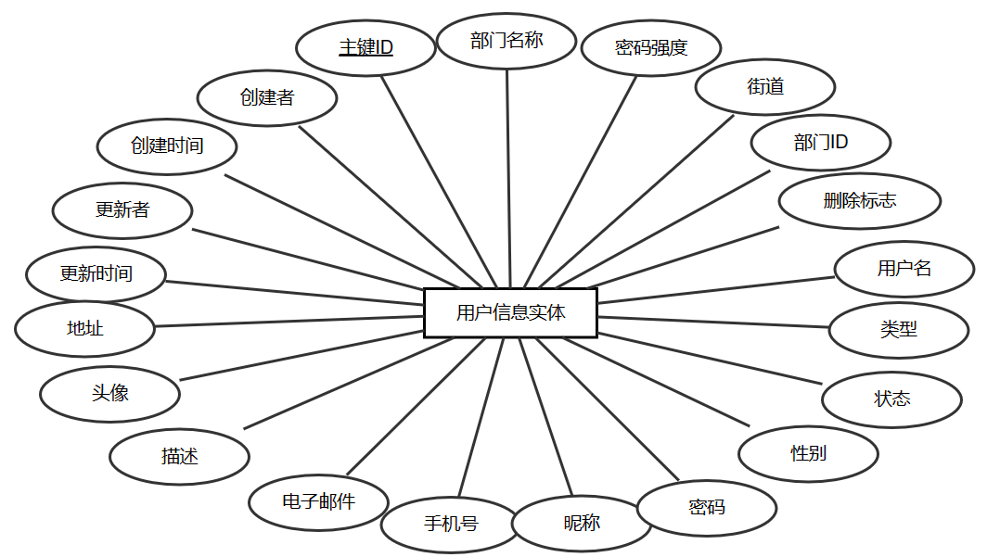 主键ID
部门名称
密码强度
创建者
街道
创建时间
部门ID
更新者
删除标志
更新时间
用户名
用户信息实体
地址
类型
头像
状态
描述
性别
电子邮件
手机号
昵称
密码